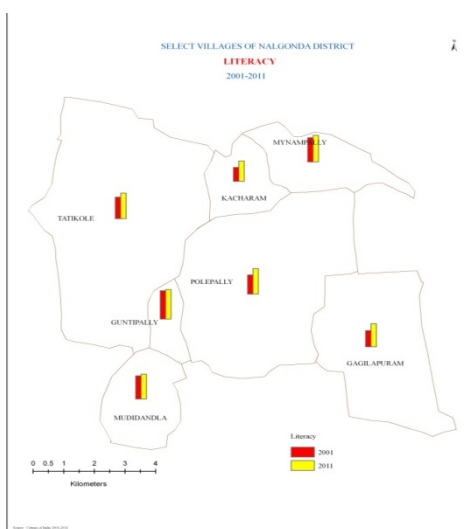 SELECT VILLAGES OF NALGONDA DISTRICT
LITERACY
2001-2011
MYNAMPALLY
KACHARAM
TATIKOLE
POLEPALLY
GUNTIPALLY
GAGILAPURAM
MUDIDANDLA
Literacy
2001
2011
0 0.5 1 2 3 4
Kilometers